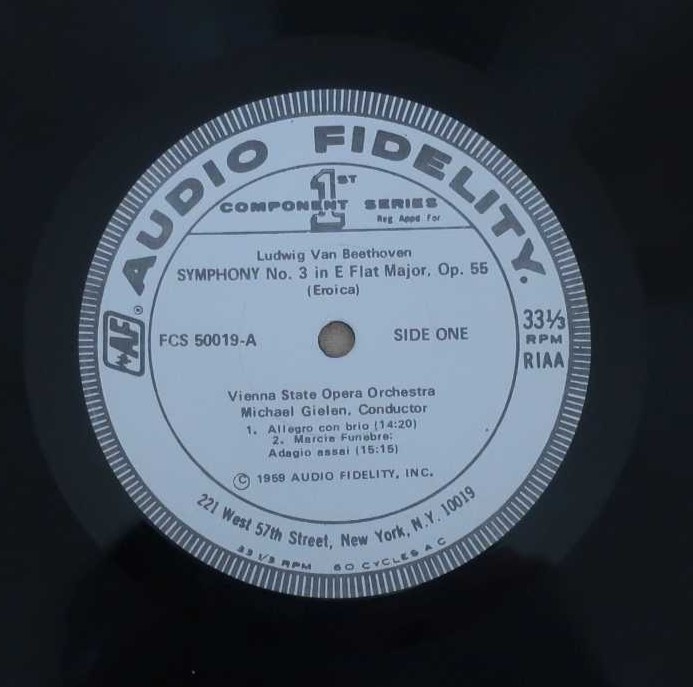 AUDIO FIDELITY.
1ST
COMPONENT SERIES
Reg Appd For
Ludwig Van Beethoven
SYMPHONY No. 3 in E Flat Major, Op. 55
(Eroica)
AF ®
FCS 50019-A
SIDE ONE
33⅓
RPM
RIAA
Vienna State Opera Orchestra
Michael Gielen, Conductor
1. Allegro con brio (14:20)
2. Marcia Funebre:
Adagio assai (15:15)
© 1969 AUDIO FIDELITY, INC.
221 West 57th Street, New York, N.Y. 10019
33 1/3 RPM 60 CYCLES A C